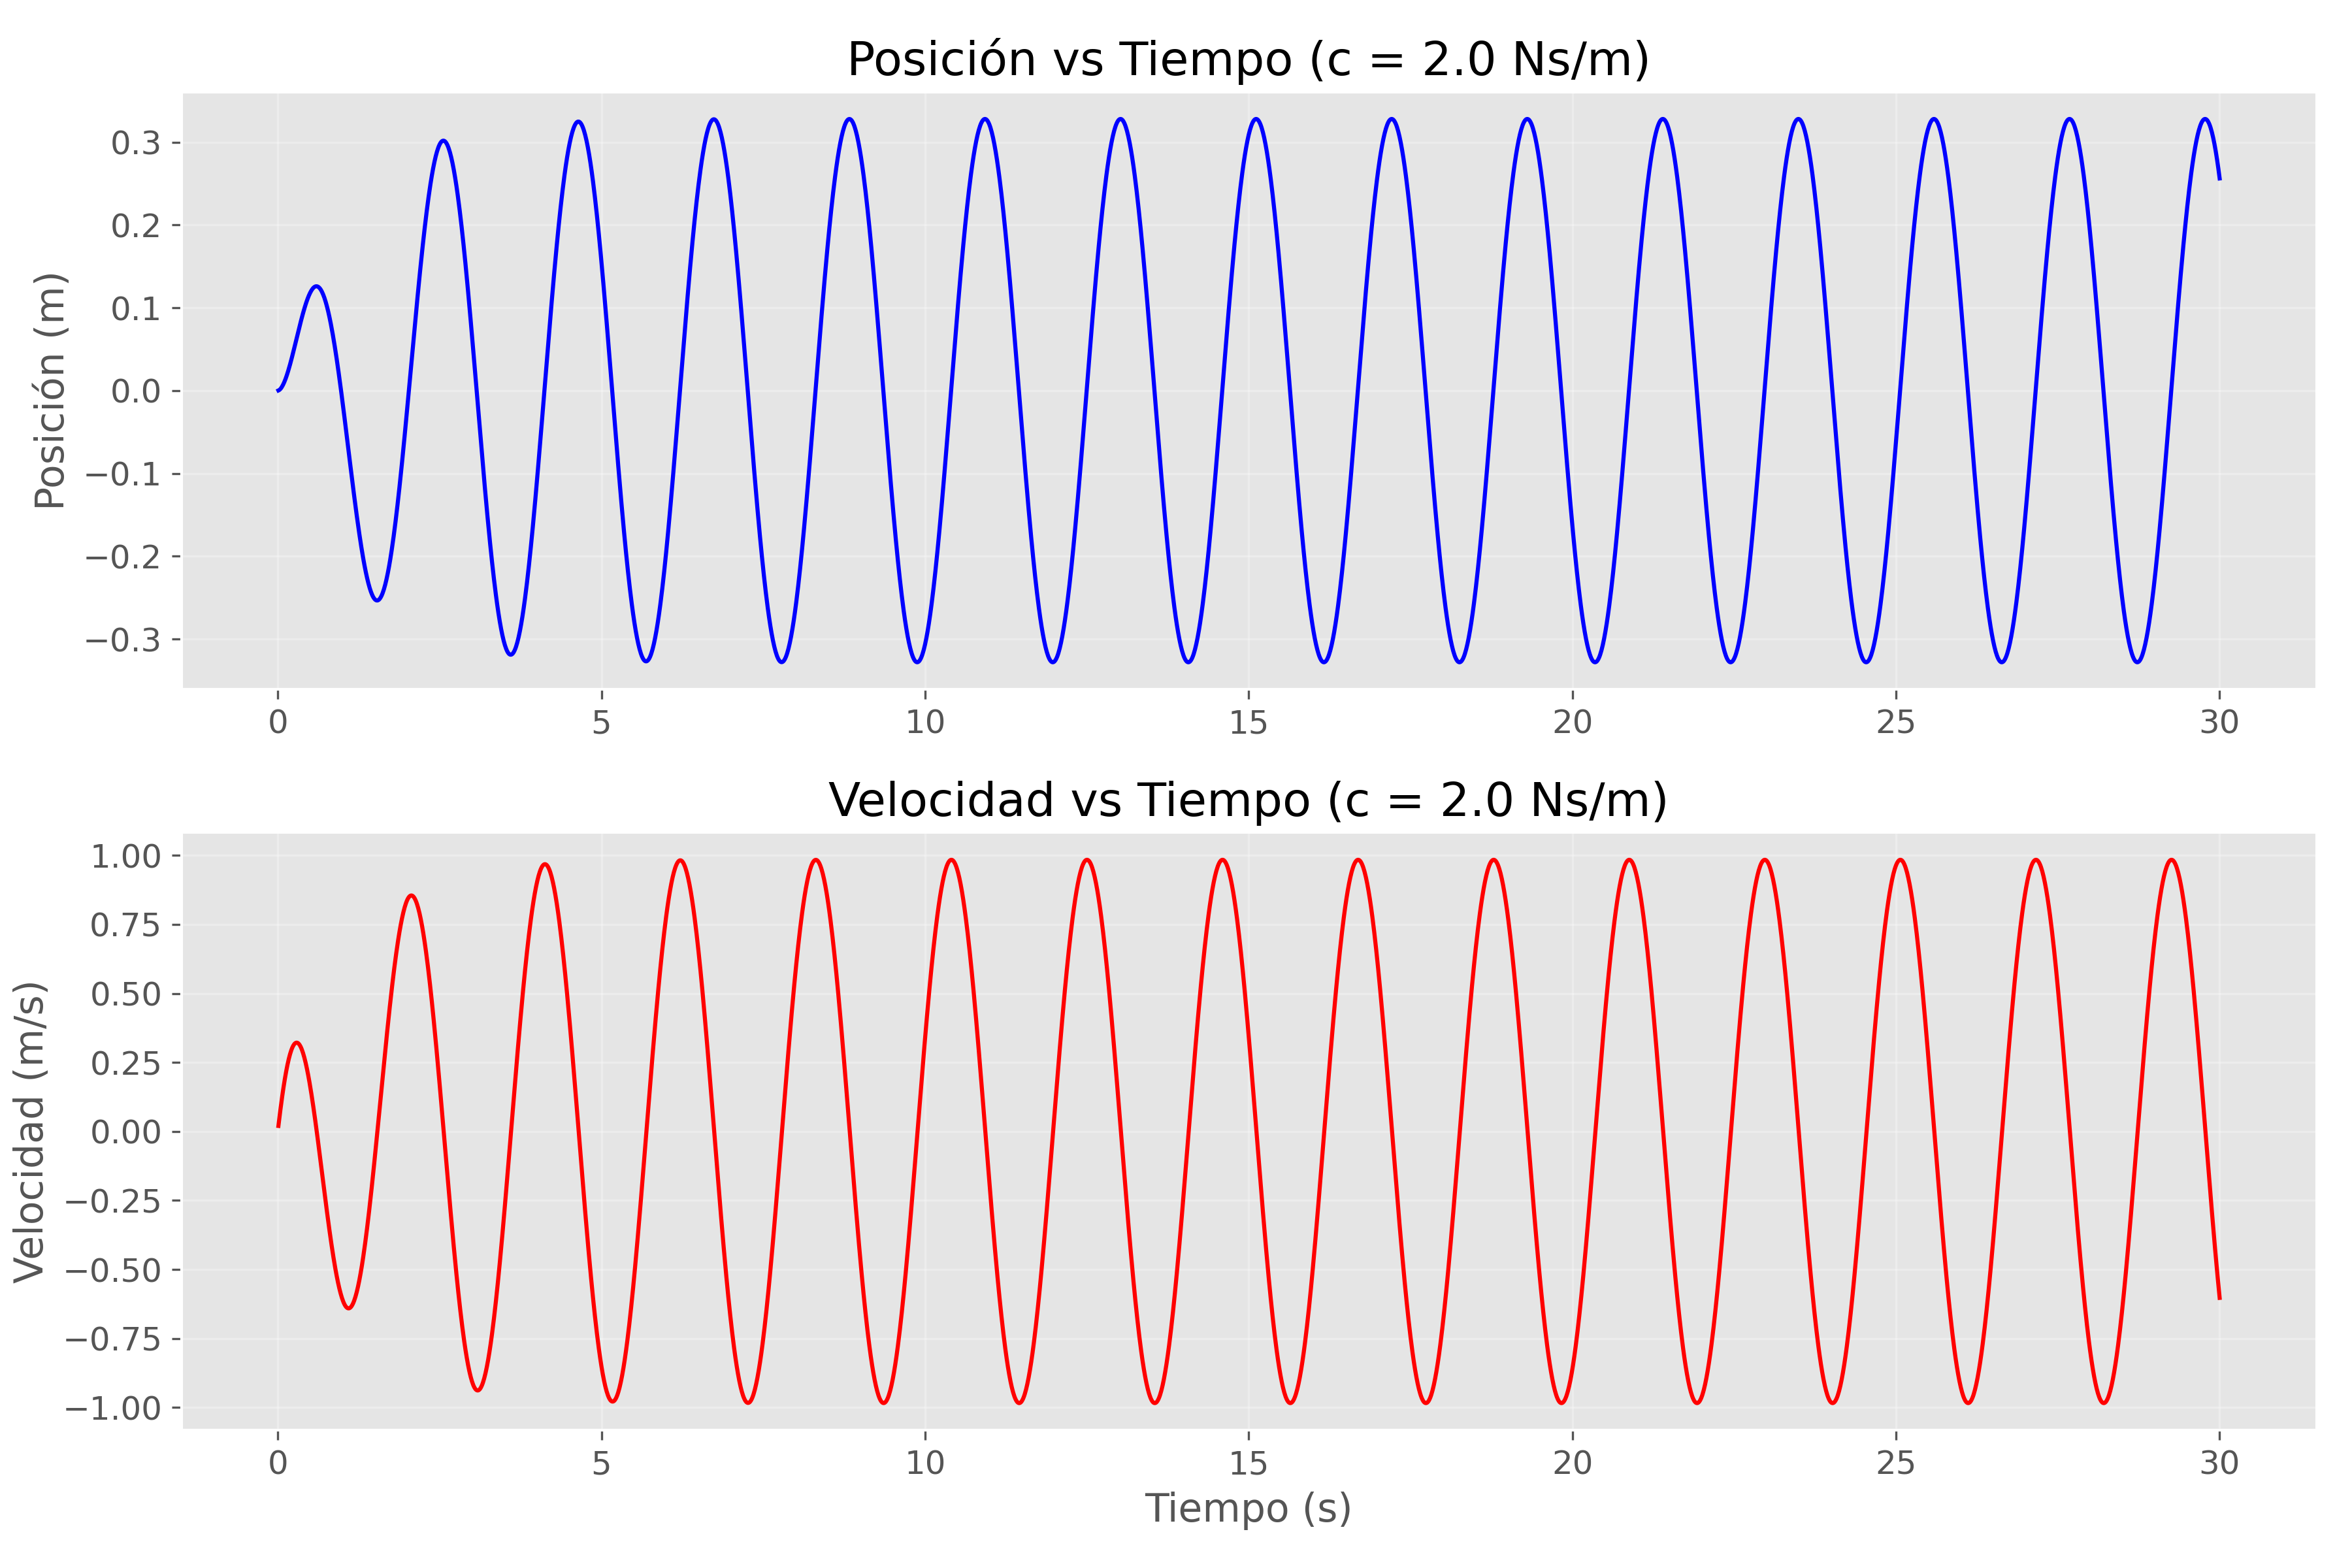 Posición vs Tiempo (c = 2.0 Ns/m)
Posición (m)
0.3
0.2
0.1
0.0
−0.1
−0.2
−0.3
0 5 10 15 20 25 30
Velocidad vs Tiempo (c = 2.0 Ns/m)
Velocidad (m/s)
1.00
0.75
0.50
0.25
0.00
−0.25
−0.50
−0.75
−1.00
0 5 10 15 20 25 30
Tiempo (s)